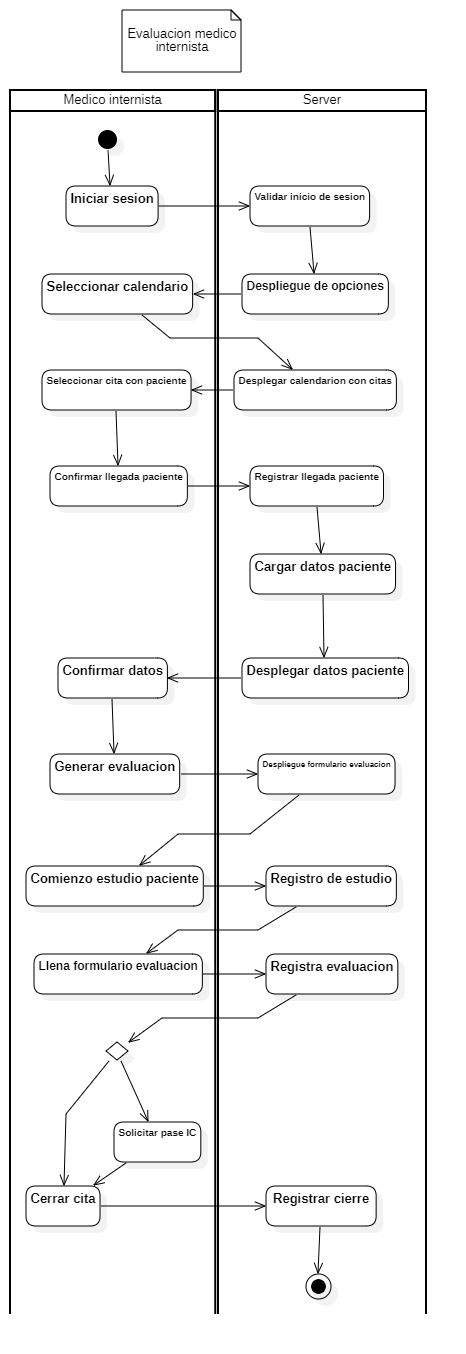 Evaluacion medico
internista
Medico internista
Server
Iniciar sesion
Validar inicio de sesion
Seleccionar calendario
Despliegue de opciones
Seleccionar cita con paciente
Desplegar calendarion con citas
Confirmar llegada paciente
Registrar llegada paciente
Cargar datos paciente
Confirmar datos
Desplegar datos paciente
Generar evaluacion
Despliegue formulario evaluacion
Comienzo estudio paciente
Registro de estudio
Llena formulario evaluacion
Registra evaluacion
Solicitar pase IC
Cerrar cita
Registrar cierre